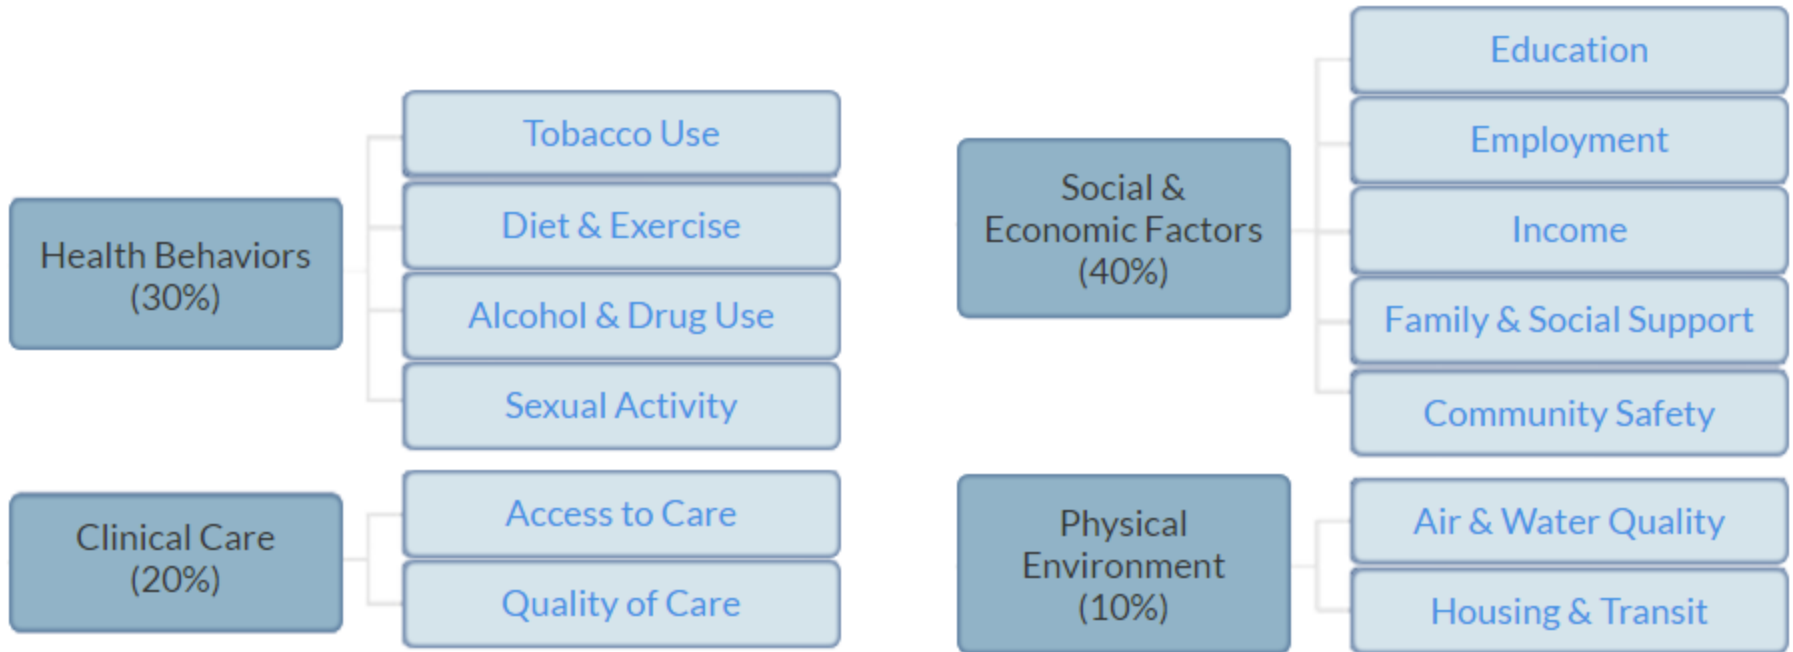 Health Behaviors
(30%)
Tobacco Use
Diet & Exercise
Alcohol & Drug Use
Sexual Activity
Clinical Care
(20%)
Access to Care
Quality of Care
Social &
Economic Factors
(40%)
Education
Employment
Income
Family & Social Support
Community Safety
Physical
Environment
(10%)
Air & Water Quality
Housing & Transit